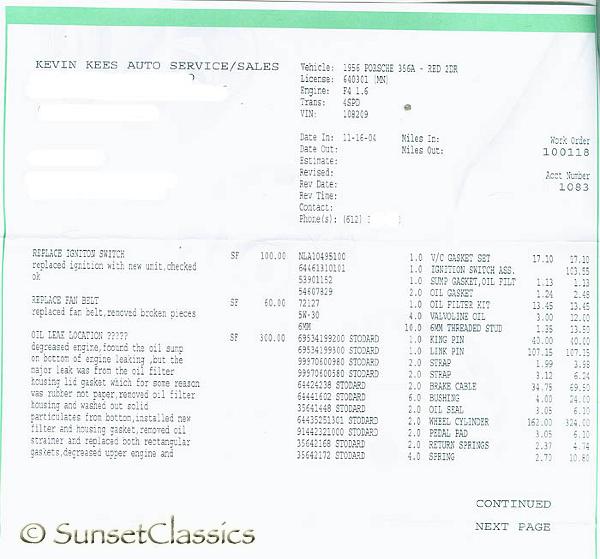 KEVIN KEES AUTO SERVICE/SALES
Vehicle: 1956 PORSCHE 356A - RED 2DR
License: 640301 (MN)
Engine: F4 1.6
Trans: 4SPD
VIN: 108209
Date In: 11-16-04 Miles In:
Date Out: Miles Out:
Estimate:
Revised:
Rev Date:
Rev Time:
Contact:
Phone(s): (612)
Work Order
100118
Acct Number
1083
REPLACE IGNITON SWITCH SF 100.00
replaced ignition with new unit,checked
ok
REPLACE FAN BELT SF 60.00
replaced fan belt,removed broken pieces
OIL LEAK LOCATION ????? SF 300.00
degreased engine,foound the oil sump
on bottom of engine leaking ,but the
major leak was from the oil filter
housing lid gasket which for some reason
was rubber not paper,removed oil filter
housing and washed out solid
particulates from bottom,installed new
filter and housing gasket,removed oil
strainer and replaced both rectangular
gaskets,degreased upper engine and
NLA10495100 1.0 V/C GASKET SET 17.10 17.10
64461310101 1.0 IGNITION SWITCH ASS. 103.55
53901152 1.0 SUMP GASKET,OIL FILT 1.13 1.13
54607829 2.0 OIL GASKET 1.24 2.48
72127 1.0 OIL FILTER KIT 13.45 13.45
5W-30 4.0 VALVOLINE OIL 3.00 12.00
6MM 10.0 6MM THREADED STUD 1.35 13.50
69534199200 STODARD 1.0 KING PIN 40.00 40.00
69534199300 STODARD 1.0 LINK PIN 107.15 107.15
99970600980 STODARD 2.0 STRAP 1.99 3.98
99970600580 STODARD 2.0 STRAP 3.12 6.24
64424238 STODARD 2.0 BRAKE CABLE 34.75 69.50
64441602 STODARD 6.0 BUSHING 4.00 24.00
35641448 STODARD 2.0 OIL SEAL 3.05 6.10
64435251301 STODARD 2.0 WHEEL CYLINDER 162.00 324.00
91442321000 STODARD 2.0 PEDAL PAD 3.05 6.10
35642168 STODARD 2.0 RETURN SPRINGS 2.37 4.74
35642172 STODARD 4.0 SPRING 2.70 10.80
CONTINUED
NEXT PAGE
© SunsetClassics